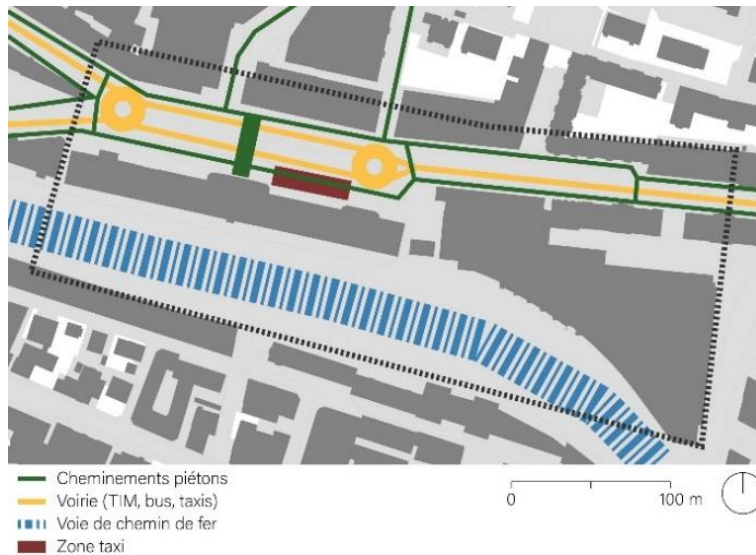 Cheminements piétons
Voirie (TIM, bus, taxis)
Voie de chemin de fer
Zone taxi
0 100 m